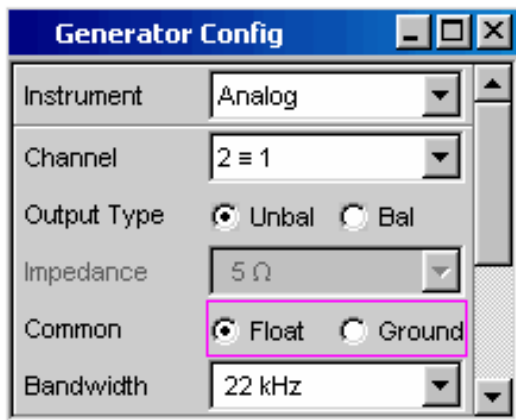 Generator Config
Instrument Analog
Channel 2 ≡ 1
Output Type Unbal Bal
Impedance 5 Ω
Common Float Ground
Bandwidth 22 kHz